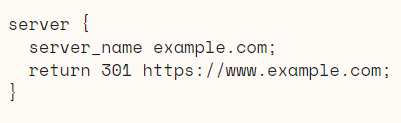 server {
  server_name example.com;
  return 301 https://www.example.com;
}